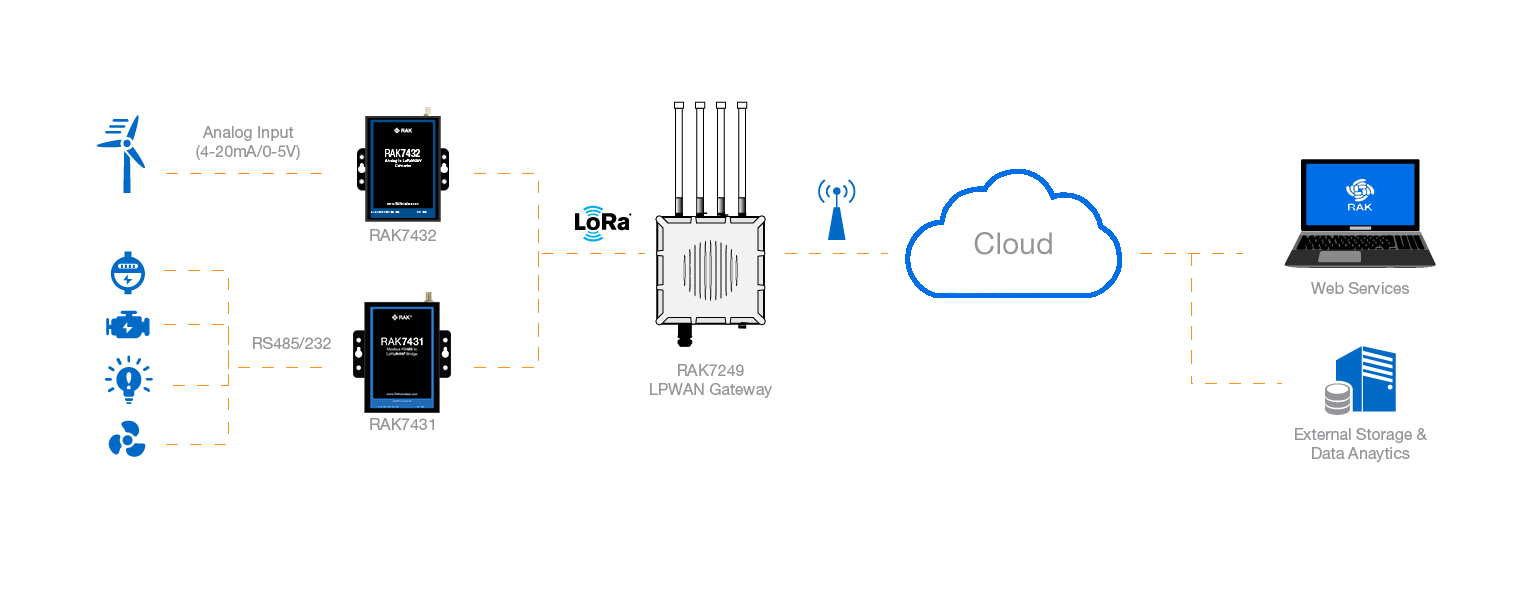 Analog Input
(4-20mA/0-5V)
RAK
RAK7432
Analog to LoRaWAN
Converter
RAK7432
RS485/232
RAK
RAK7431
Modbus RS485 to
LoRaWAN Bridge
RAK7431
LoRa
RAK7249
LPWAN Gateway
Cloud
RAK
Web Services
External Storage &
Data Anaytics